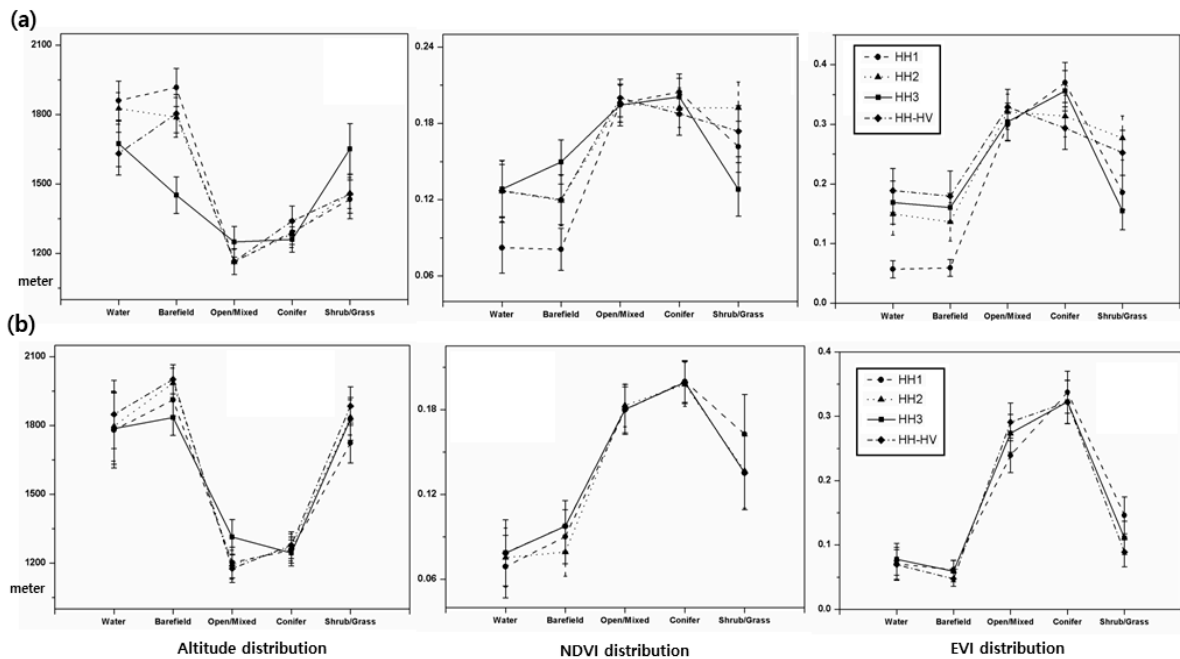 (a)
2100
1800
1500
1200
meter
Water Barefield Open/Mixed Conifer Shrub/Grass
0.24
0.18
0.12
0.06
Water Barefield Open/Mixed Conifer Shrub/Grass
0.4
0.3
0.2
0.1
0.0
HH1
HH2
HH3
HH-HV
Water Barefield Open/Mixed Conifer Shrub/Grass
(b)
2100
1800
1500
1200
meter
Water Barefield Open/Mixed Conifer Shrub/Grass
0.18
0.12
0.06
Water Barefield Open/Mixed Conifer Shrub/Grass
0.4
0.3
0.2
0.1
0.0
HH1
HH2
HH3
HH-HV
Water Barefield Open/Mixed Conifer Shrub/Grass
Altitude distribution NDVI distribution EVI distribution